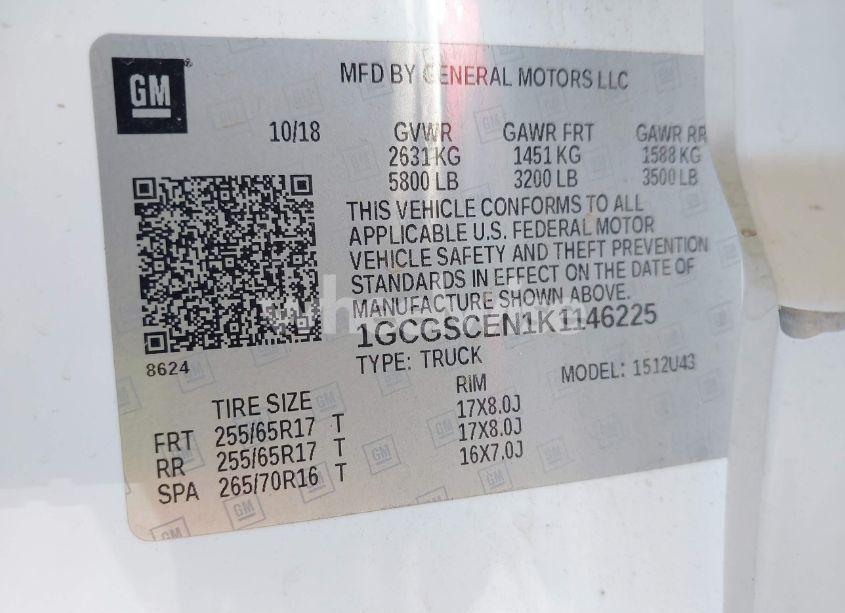 GM
MFD BY GENERAL MOTORS LLC
10/18 GVWR GAWR FRT GAWR RR
2631 KG 1451 KG 1588 KG
5800 LB 3200 LB 3500 LB
THIS VEHICLE CONFORMS TO ALL
APPLICABLE U.S. FEDERAL MOTOR
VEHICLE SAFETY AND THEFT PREVENTION
STANDARDS IN EFFECT ON THE DATE OF
MANUFACTURE SHOWN ABOVE.
1GCGSCEN1K1146225
8624 TYPE: TRUCK MODEL: 1512U43
TIRE SIZE RIM
FRT 255/65R17 T 17X8.0J
RR 255/65R17 T 17X8.0J
SPA 265/70R16 T 16X7.0J